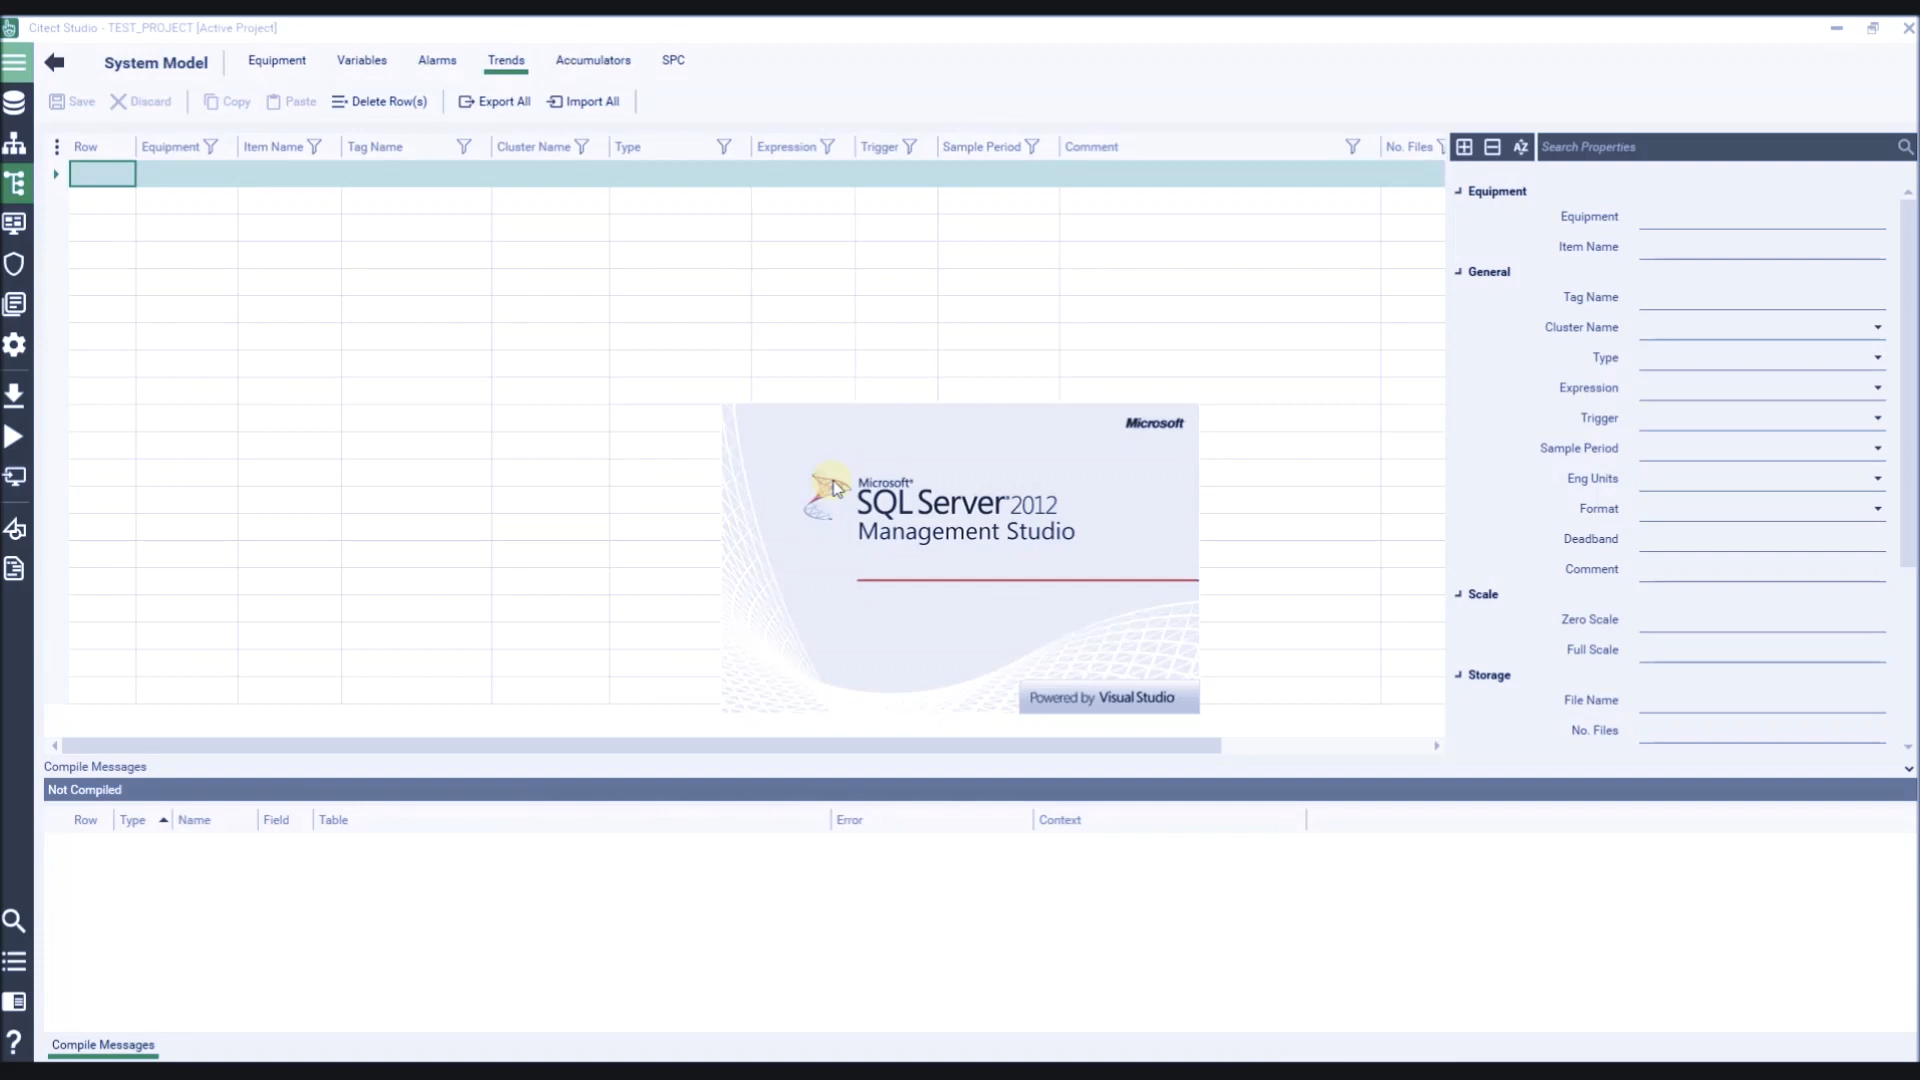 Citect Studio - TEST_PROJECT [Active Project]
System Model
Equipment Variables Alarms Trends Accumulators SPC
Save Discard Copy Paste Delete Row(s) Export All Import All
Row Equipment Item Name Tag Name Cluster Name Type Expression Trigger Sample Period Comment No. Files
Search Properties
Equipment
Equipment
Item Name
General
Tag Name
Cluster Name
Type
Expression
Trigger
Sample Period
Eng Units
Format
Deadband
Comment
Scale
Zero Scale
Full Scale
Storage
File Name
No. Files
Microsoft
Microsoft®
SQL Server® 2012
Management Studio
Powered by Visual Studio
Compile Messages
Not Compiled
Row Type Name Field Table Error Context
Compile Messages